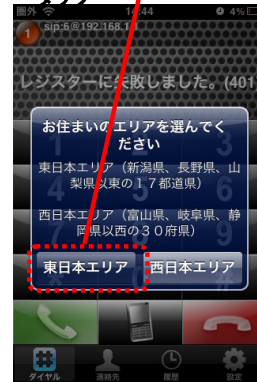 圏外 14:44 4%
1 sip:6@192.168.1
レジスターに失敗しました。(401
お住まいのエリアを選んでく
ださい
東日本エリア（新潟県、長野県、山
梨県以東の１７都道県）
西日本エリア（富山県、岐阜県、静
岡県以西の３０府県）
東日本エリア 西日本エリア
ダイヤル 連絡先 履歴 設定